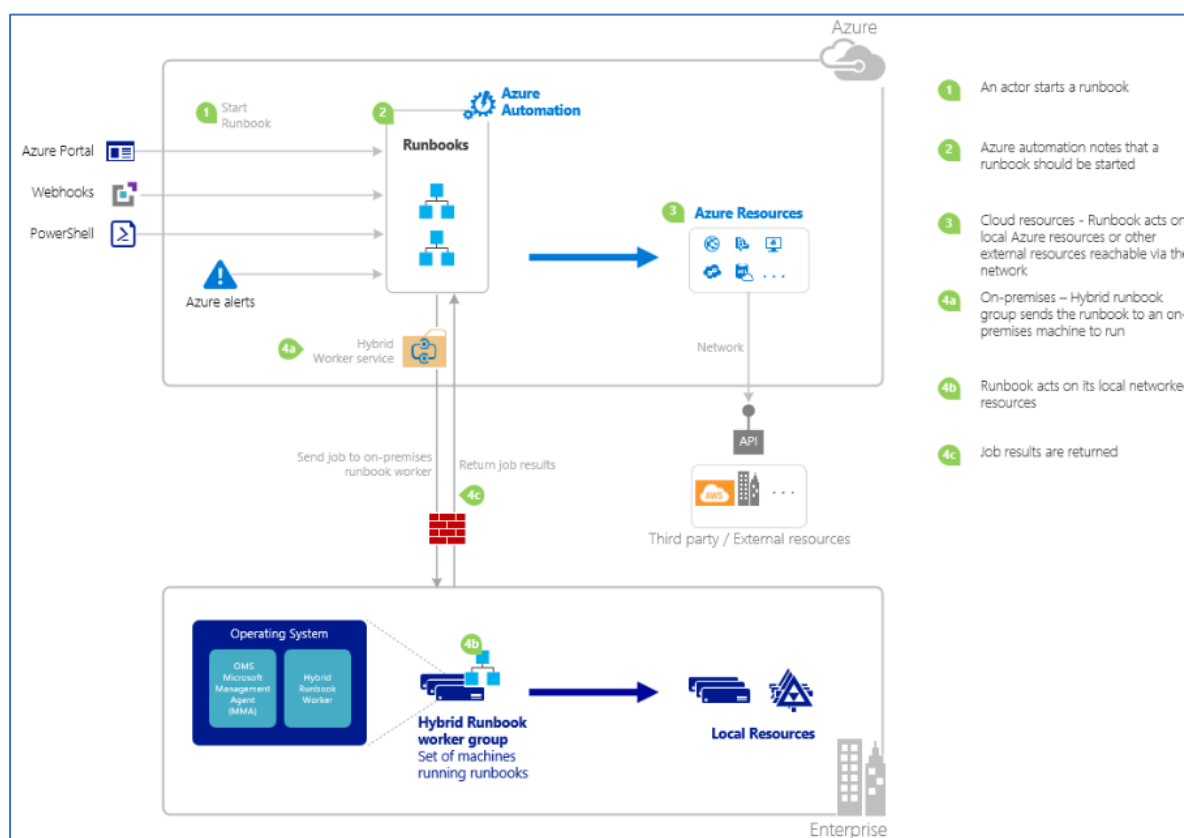 Azure
1
Start
Runbook
2
Azure
Automation
Runbooks
Azure Portal
Webhooks
PowerShell
Azure alerts
3
Azure Resources
...
4a
Hybrid
Worker service
Network
API
Send job to on-premises
runbook worker
Return job results
4c
AWS
...
Third party / External resources
Operating System
OMS
Microsoft
Management
Agent
(MMA)
Hybrid
Runbook
Worker
4b
Hybrid Runbook
worker group
Set of machines
running runbooks
Local Resources
Enterprise
1 An actor starts a runbook
2 Azure automation notes that a
runbook should be started
3 Cloud resources - Runbook acts on
local Azure resources or other
external resources reachable via the
network
4a On-premises – Hybrid runbook
group sends the runbook to an on-
premises machine to run
4b Runbook acts on its local networked
resources
4c Job results are returned